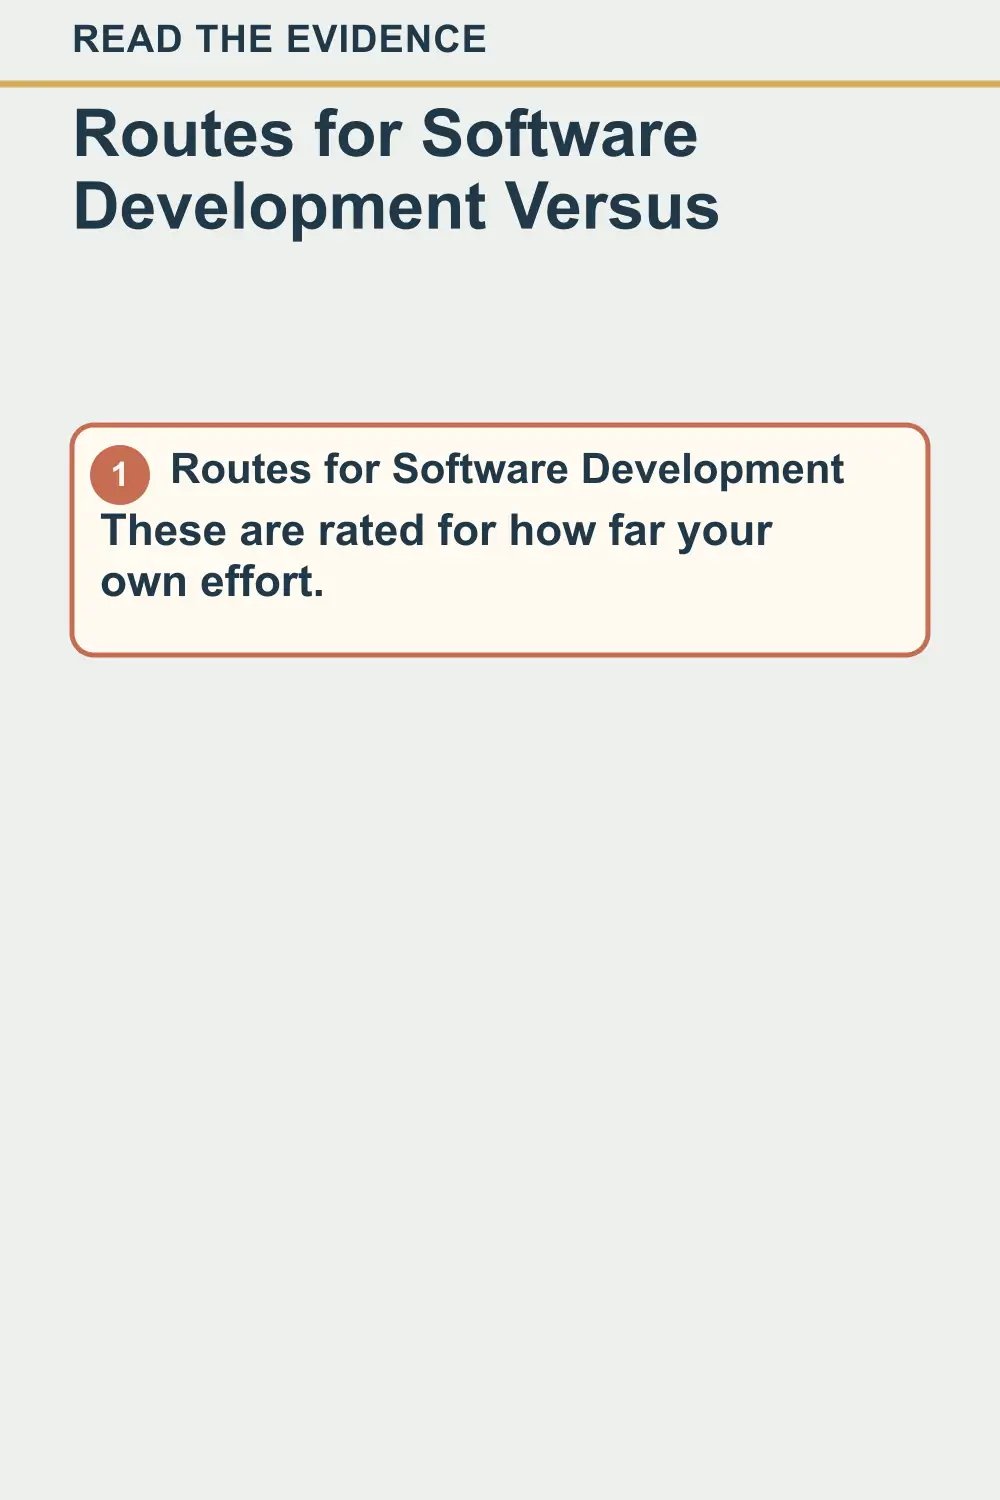 READ THE EVIDENCE
Routes for Software
Development Versus
1 Routes for Software Development
These are rated for how far your
own effort.